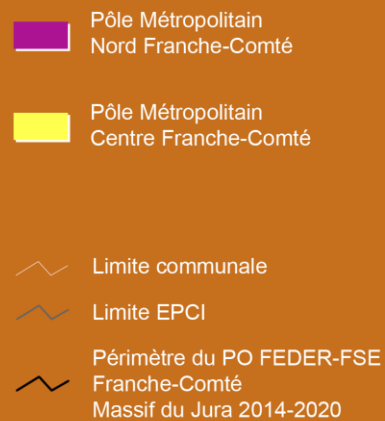 Pôle Métropolitain
Nord Franche-Comté
Pôle Métropolitain
Centre Franche-Comté
Limite communale
Limite EPCI
Périmètre du PO FEDER-FSE
Franche-Comté
Massif du Jura 2014-2020